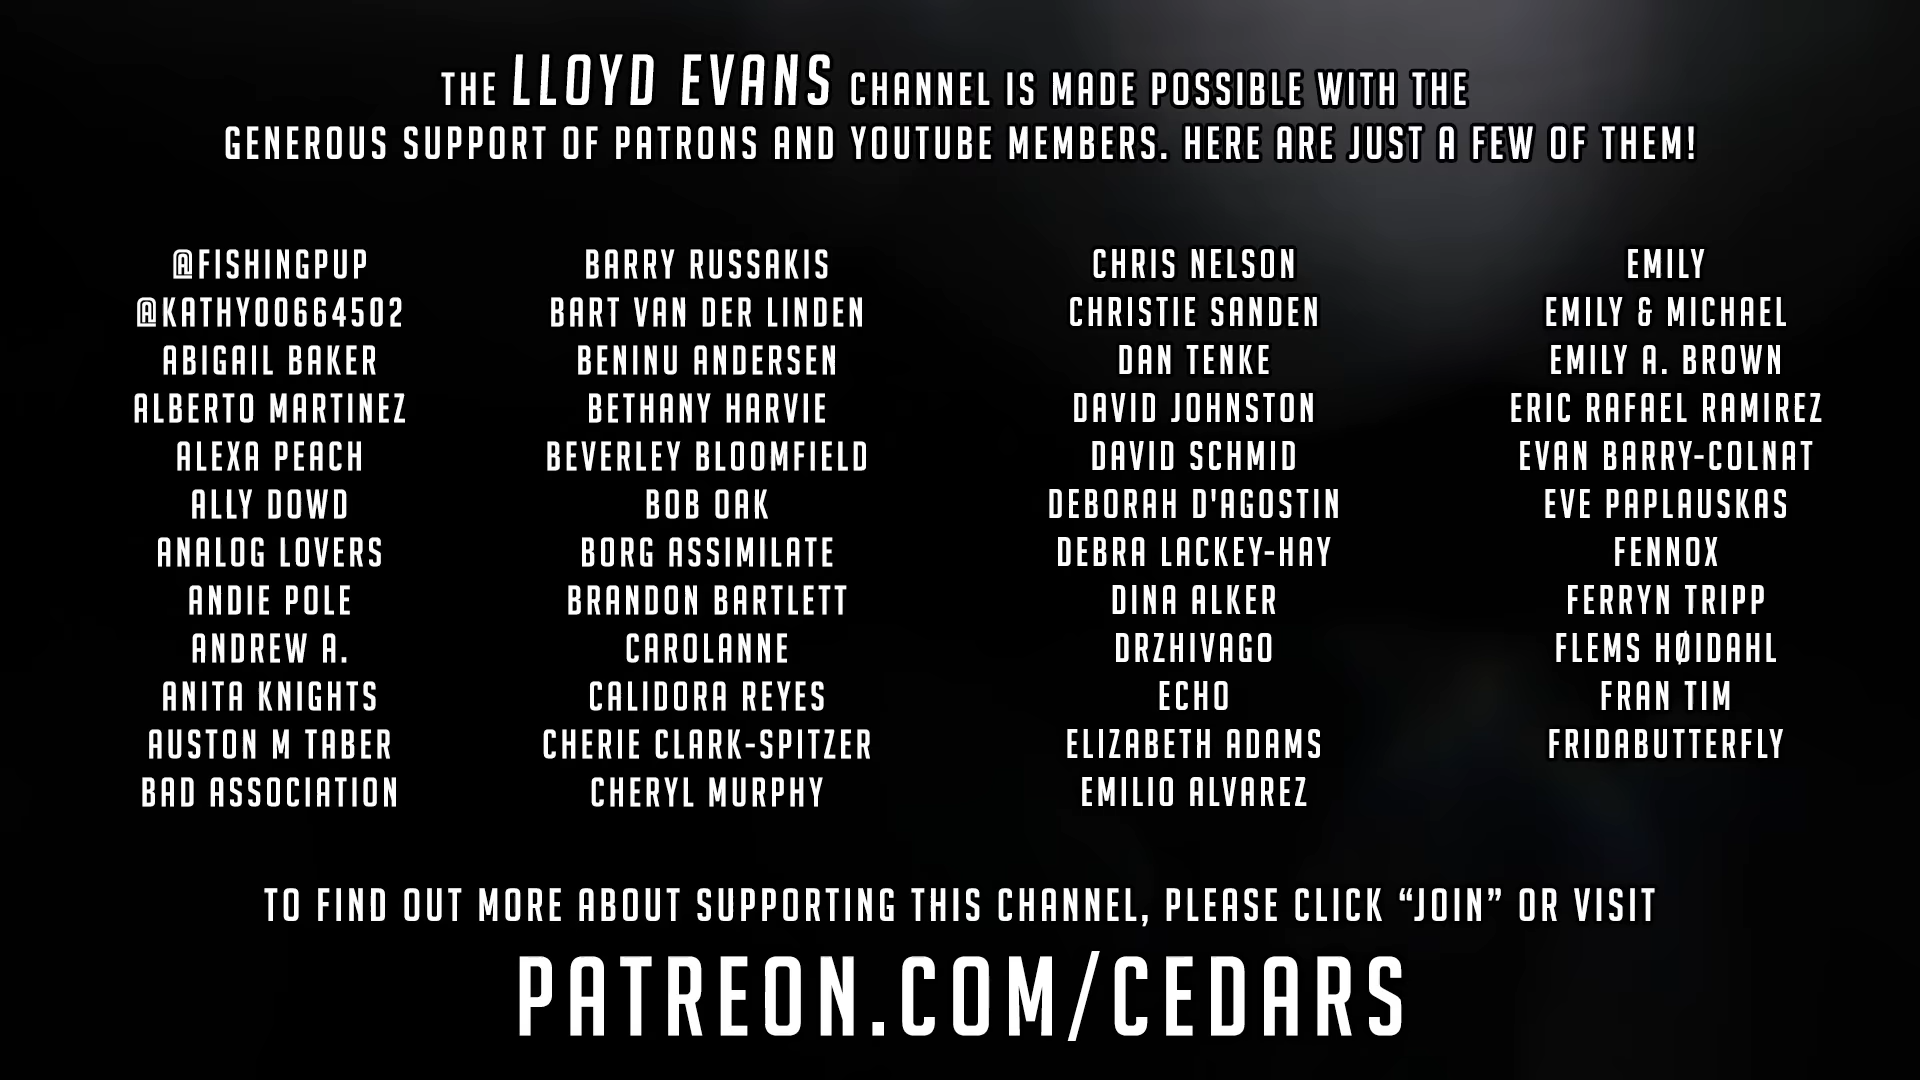 THE LLOYD EVANS CHANNEL IS MADE POSSIBLE WITH THE
GENEROUS SUPPORT OF PATRONS AND YOUTUBE MEMBERS. HERE ARE JUST A FEW OF THEM!
@FISHINGPUP
@KATHY00664502
ABIGAIL BAKER
ALBERTO MARTINEZ
ALEXA PEACH
ALLY DOWD
ANALOG LOVERS
ANDIE POLE
ANDREW A.
ANITA KNIGHTS
AUSTON M TABER
BAD ASSOCIATION
BARRY RUSSAKIS
BART VAN DER LINDEN
BENINU ANDERSEN
BETHANY HARVIE
BEVERLEY BLOOMFIELD
BOB OAK
BORG ASSIMILATE
BRANDON BARTLETT
CAROLANNE
CALIDORA REYES
CHERIE CLARK-SPITZER
CHERYL MURPHY
CHRIS NELSON
CHRISTIE SANDEN
DAN TENKE
DAVID JOHNSTON
DAVID SCHMID
DEBORAH D'AGOSTIN
DEBRA LACKEY-HAY
DINA ALKER
DRZHIVAGO
ECHO
ELIZABETH ADAMS
EMILIO ALVAREZ
EMILY
EMILY & MICHAEL
EMILY A. BROWN
ERIC RAFAEL RAMIREZ
EVAN BARRY-COLNAT
EVE PAPLAUSKAS
FENNOX
FERRYN TRIPP
FLEMS HØIDAHL
FRAN TIM
FRIDABUTTERFLY
TO FIND OUT MORE ABOUT SUPPORTING THIS CHANNEL, PLEASE CLICK “JOIN” OR VISIT
PATREON.COM/CEDARS